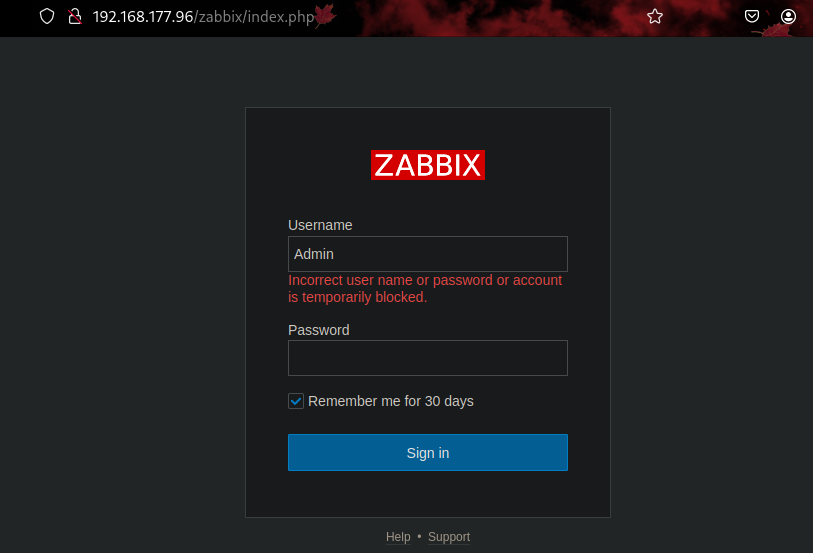 192.168.177.96/zabbix/index.php
ZABBIX
Username
Admin
Incorrect user name or password or account
is temporarily blocked.
Password
Remember me for 30 days
Sign in
Help • Support